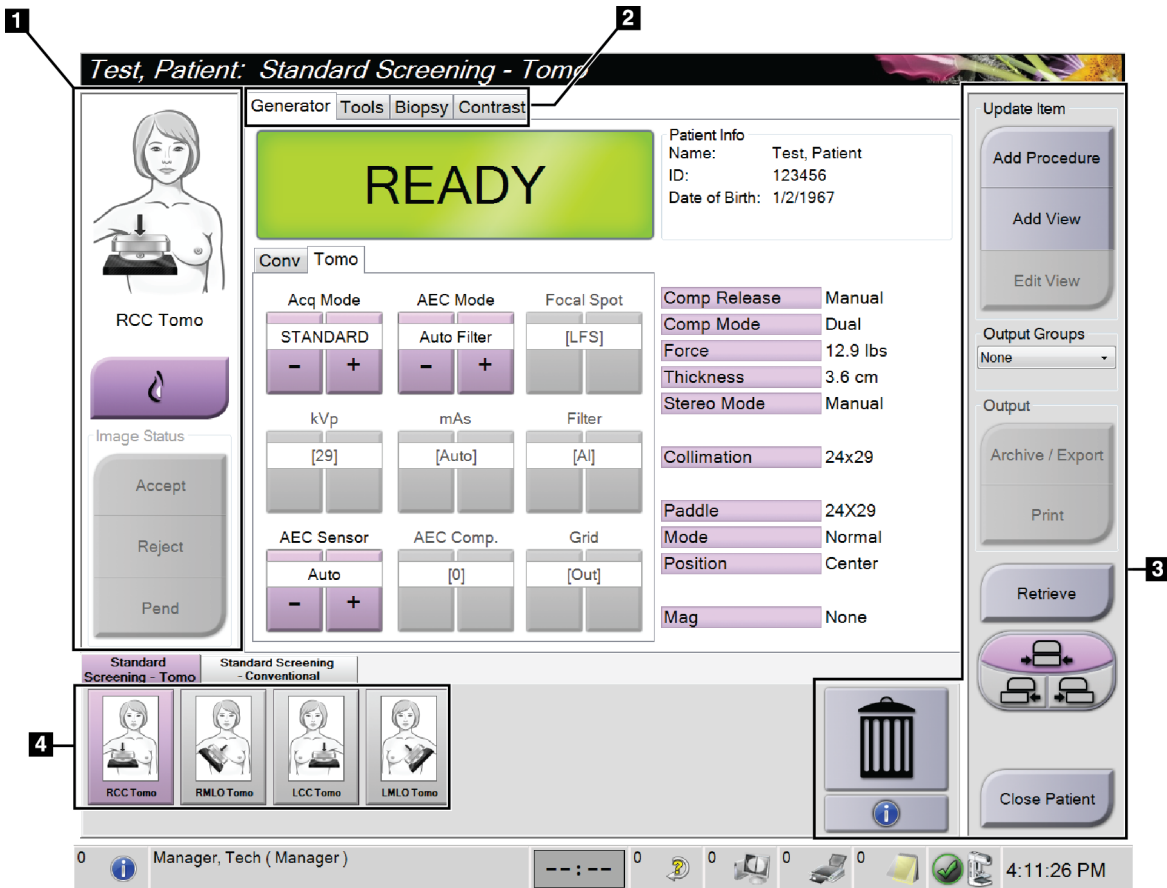 1
2
Test, Patient: Standard Screening - Tomo
Generator Tools Biopsy Contrast
READY
Patient Info
Name: Test, Patient
ID: 123456
Date of Birth: 1/2/1967
RCC Tomo
Image Status
Accept
Reject
Pend
Conv Tomo
Acq Mode AEC Mode Focal Spot
STANDARD Auto Filter [LFS]
- + - +
kVp mAs Filter
[29] [Auto] [Al]
AEC Sensor AEC Comp. Grid
Auto [0] [Out]
- +
Comp Release Manual
Comp Mode Dual
Force 12.9 lbs
Thickness 3.6 cm
Stereo Mode Manual
Collimation 24x29
Paddle 24X29
Mode Normal
Position Center
Mag None
Update Item
Add Procedure
Add View
Edit View
Output Groups
None
Output
Archive / Export
Print
3
Retrieve
Close Patient
Standard
Screening - Tomo
Standard Screening
- Conventional
4
RCC Tomo RMLO Tomo LCC Tomo LMLO Tomo
i
0 i Manager, Tech ( Manager ) --:-- 0 ? 0 0 0 4:11:26 PM